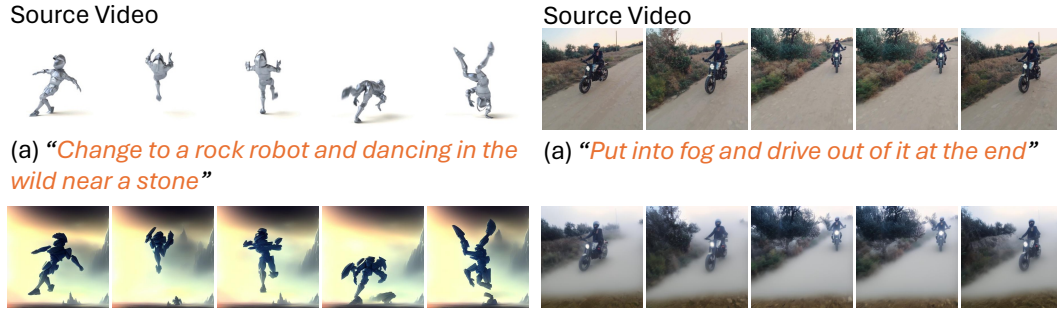 Source Video
(a) “Change to a rock robot and dancing in the
wild near a stone”
Source Video
(a) “Put into fog and drive out of it at the end”